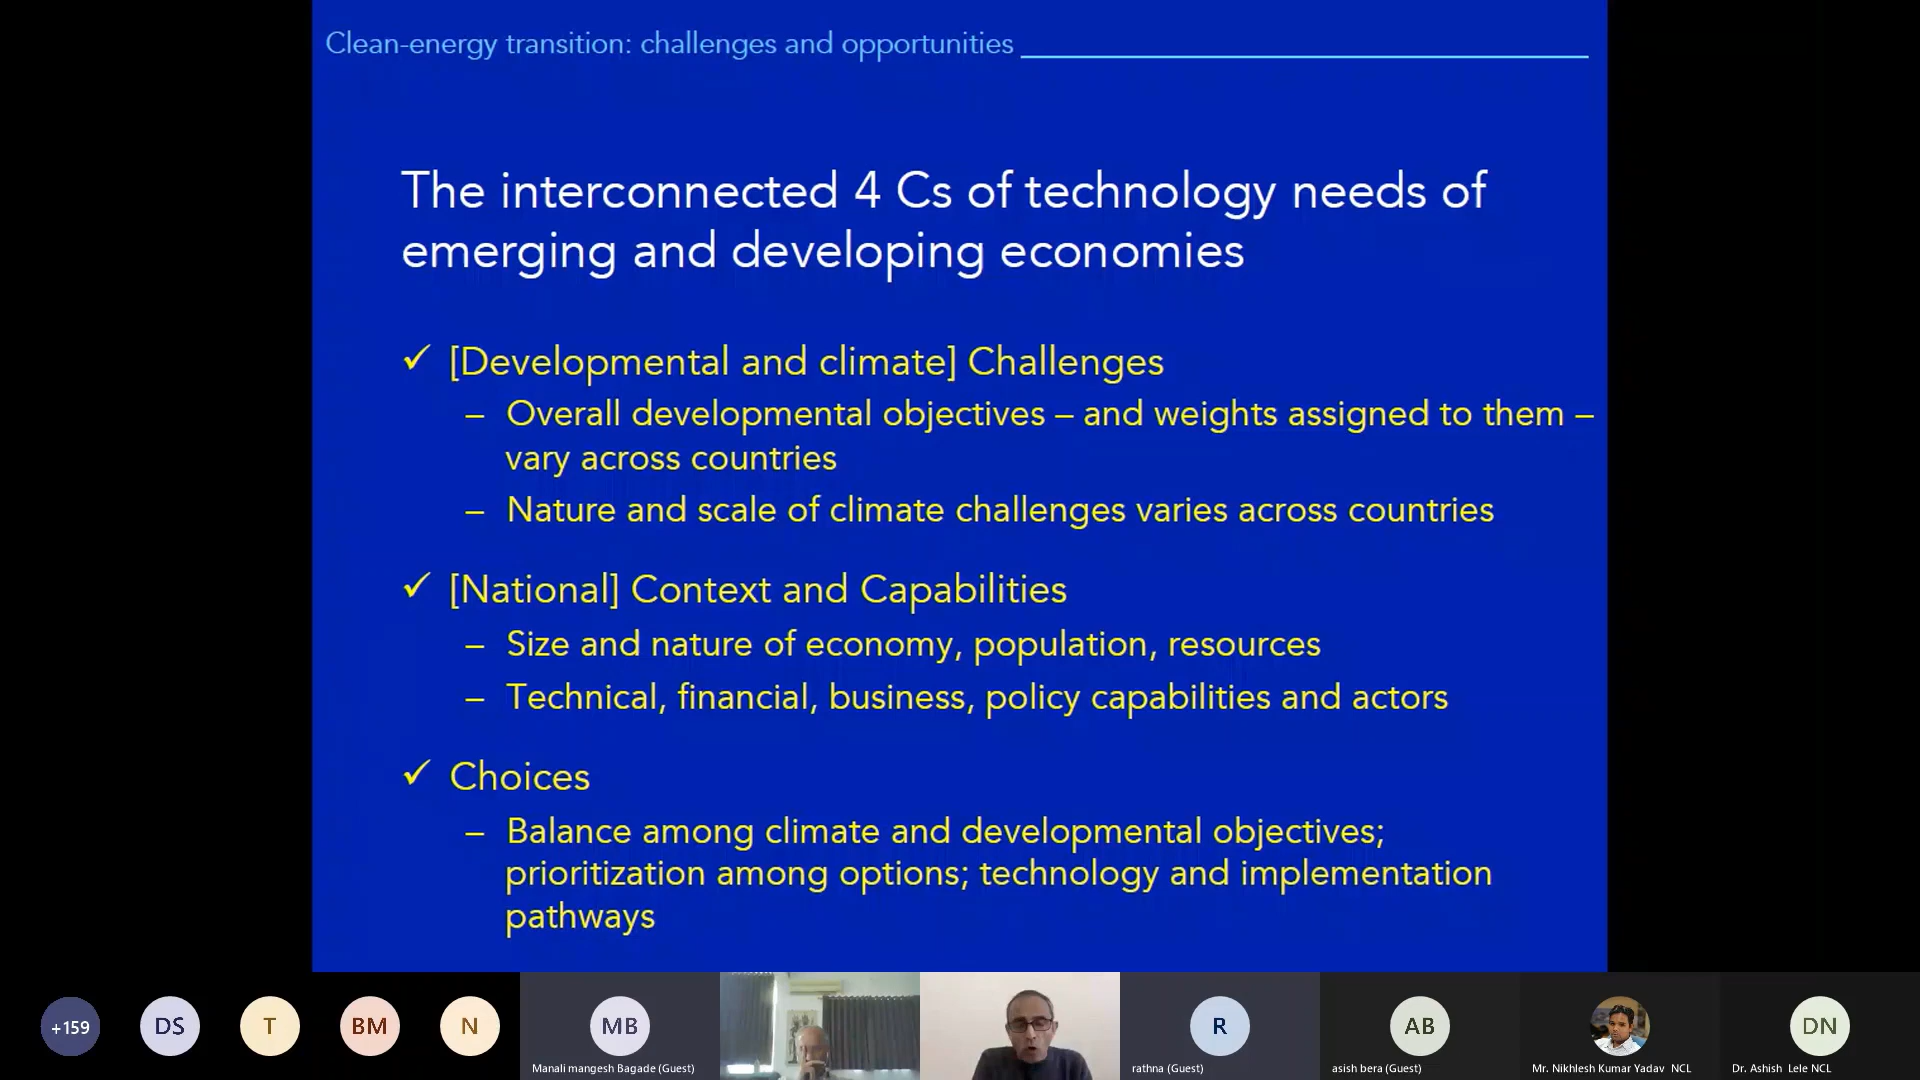 Clean-energy transition: challenges and opportunities
The interconnected 4 Cs of technology needs of
emerging and developing economies
✓ [Developmental and climate] Challenges
– Overall developmental objectives – and weights assigned to them –
vary across countries
– Nature and scale of climate challenges varies across countries
✓ [National] Context and Capabilities
– Size and nature of economy, population, resources
– Technical, financial, business, policy capabilities and actors
✓ Choices
– Balance among climate and developmental objectives;
prioritization among options; technology and implementation
pathways
+159
DS
T
BM
N
MB
R
AB
DN
Manali mangesh Bagade (Guest)
rathna (Guest)
asish bera (Guest)
Mr. Nikhlesh Kumar Yadav NCL
Dr. Ashish Lele NCL